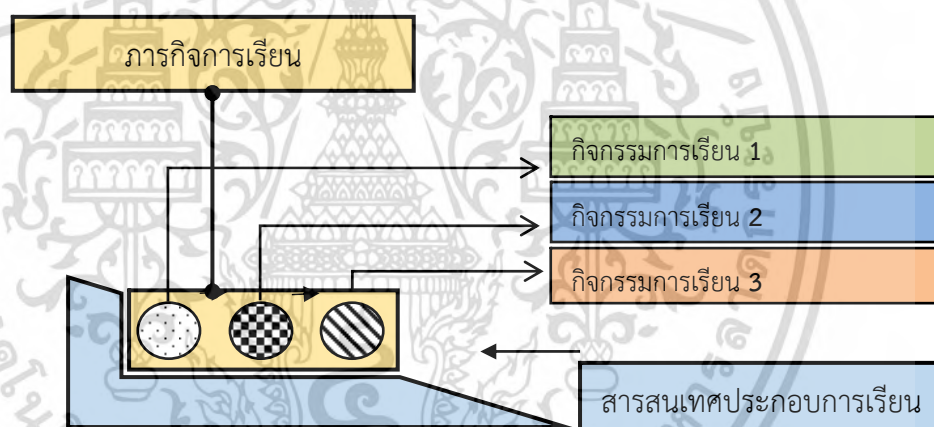 ภารกิจการเรียน
กิจกรรมการเรียน 1
กิจกรรมการเรียน 2
กิจกรรมการเรียน 3
สารสนเทศประกอบการเรียน